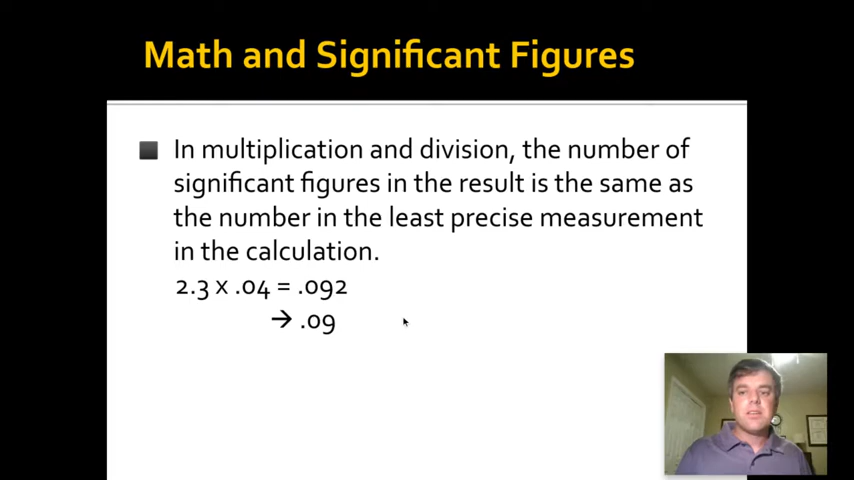 Math and Significant Figures
In multiplication and division, the number of
significant figures in the result is the same as
the number in the least precise measurement
in the calculation.
2.3 x .04 = .092
→ .09